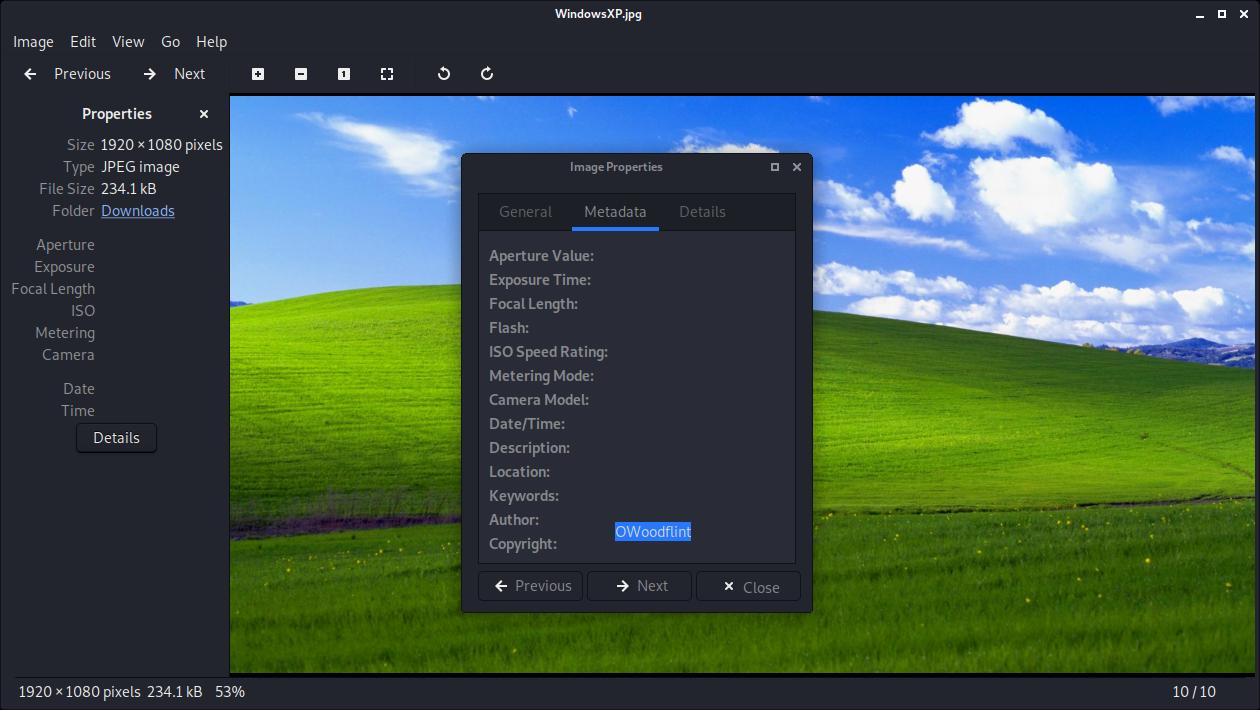 WindowsXP.jpg
Image Edit View Go Help
Previous Next 1
Properties
Size 1920 × 1080 pixels
Type JPEG image
File Size 234.1 kB
Folder Downloads
Aperture
Exposure
Focal Length
ISO
Metering
Camera
Date
Time
Details
Image Properties
General Metadata Details
Aperture Value:
Exposure Time:
Focal Length:
Flash:
ISO Speed Rating:
Metering Mode:
Camera Model:
Date/Time:
Description:
Location:
Keywords:
Author:
OWoodflint
Copyright:
Previous Next Close
1920 × 1080 pixels 234.1 kB 53% 10 / 10